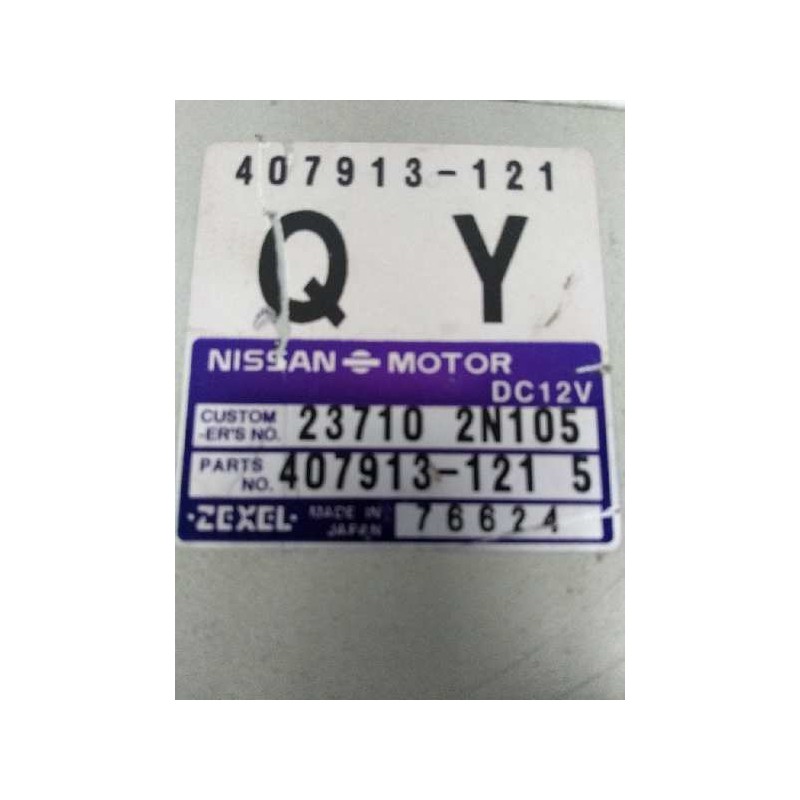 407913-121
Q Y
NISSAN MOTOR
DC12V
CUSTOM
-ER'S NO. 23710 2N105
PARTS
NO. 407913-121 5
·ZEXEL· MADE IN
JAPAN 76624